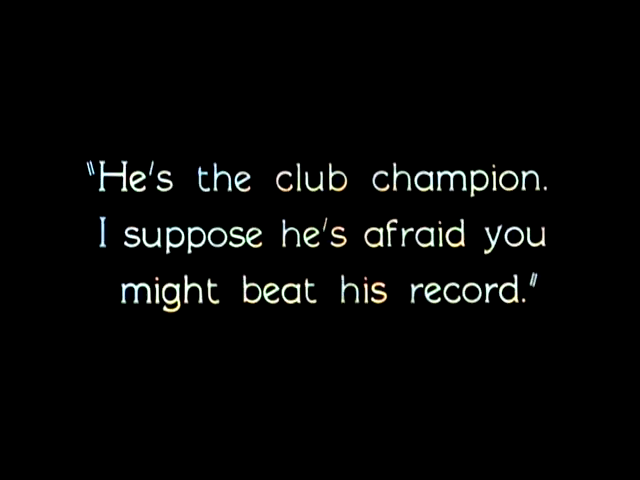 "He's the club champion.
I suppose he's afraid you
might beat his record."